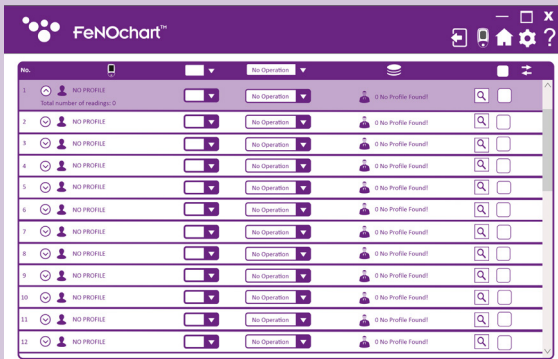 FeNOchart™
X
?
No.
No Operation
1 NO PROFILE No Operation 0 No Profile Found!
Total number of readings: 0
2 NO PROFILE No Operation 0 No Profile Found!
3 NO PROFILE No Operation 0 No Profile Found!
4 NO PROFILE No Operation 0 No Profile Found!
5 NO PROFILE No Operation 0 No Profile Found!
6 NO PROFILE No Operation 0 No Profile Found!
7 NO PROFILE No Operation 0 No Profile Found!
8 NO PROFILE No Operation 0 No Profile Found!
9 NO PROFILE No Operation 0 No Profile Found!
10 NO PROFILE No Operation 0 No Profile Found!
11 NO PROFILE No Operation 0 No Profile Found!
12 NO PROFILE No Operation 0 No Profile Found!